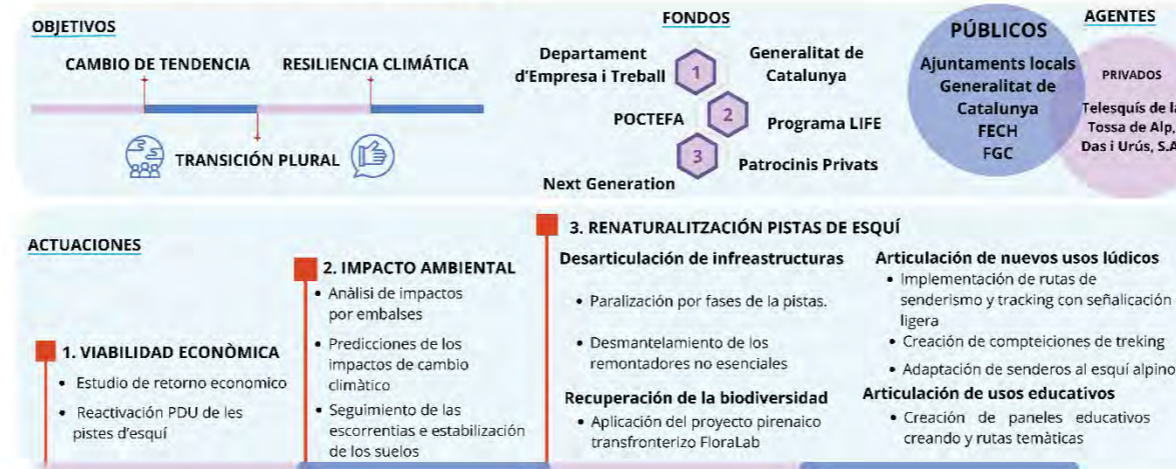 OBJETIVOS
CAMBIO DE TENDENCIA
RESILIENCIA CLIMÁTICA
TRANSICIÓN PLURAL
FONDOS
Departament
d'Empresa i Treball
1
Generalitat de
Catalunya
POCTEFA
2
Programa LIFE
3
Patrocinis Privats
Next Generation
AGENTES
PÚBLICOS
Ajuntaments locals
Generalitat de
Catalunya
FECH
FGC
PRIVADOS
Telesquís de la
Tossa de Alp,
Das i Urús, S.A
ACTUACIONES
1. VIABILIDAD ECONÒMICA
• Estudio de retorno economico
• Reactivación PDU de les
pistes d'esquí
2. IMPACTO AMBIENTAL
• Anàlisi de impactos
por embalses
• Predicciones de los
impactos de cambio
climàtico
• Seguimiento de las
escorrentias e estabilización
de los suelos
3. RENATURALITZACIÓN PISTAS DE ESQUÍ
Desarticulación de infreastructuras
• Paralización por fases de la pistas.
• Desmantelamiento de los
remontadores no esenciales
Recuperación de la biodiversidad
• Aplicación del proyecto pirenaico
transfronterizo FloraLab
Articulación de nuevos usos lúdicos
• Implementación de rutas de
senderismo y tracking con señalicación
ligera
• Creación de compteiciones de treking
• Adaptación de senderos al esquí alpino
Articulación de usos educativos
• Creación de paneles educativos
creando y rutas temàticas